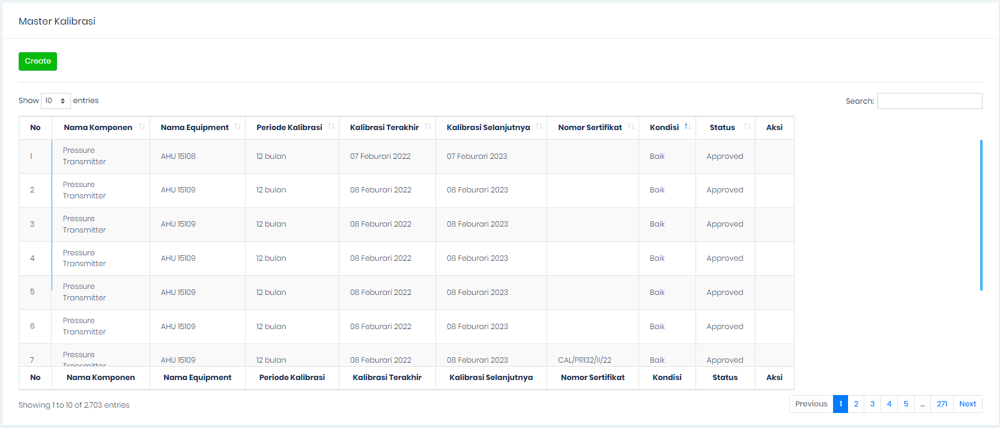 Master Kalibrasi
Create
Show 10 entries
Search:
No Nama Komponen Nama Equipment Periode Kalibrasi Kalibrasi Terakhir Kalibrasi Selanjutnya Nomor Sertifikat Kondisi Status Aksi
1 Pressure Transmitter AHU 15108 12 bulan 07 Feburari 2022 07 Feburari 2023 Baik Approved
2 Pressure Transmitter AHU 15109 12 bulan 08 Feburari 2022 08 Feburari 2023 Baik Approved
3 Pressure Transmitter AHU 15109 12 bulan 08 Feburari 2022 08 Feburari 2023 Baik Approved
4 Pressure Transmitter AHU 15109 12 bulan 08 Feburari 2022 08 Feburari 2023 Baik Approved
5 Pressure Transmitter AHU 15109 12 bulan 08 Feburari 2022 08 Feburari 2023 Baik Approved
6 Pressure Transmitter AHU 15109 12 bulan 08 Feburari 2022 08 Feburari 2023 Baik Approved
7 Pressure Transmitter AHU 15109 12 bulan 08 Feburari 2022 08 Feburari 2023 CAL/PR132/II/22 Baik Approved
No Nama Komponen Nama Equipment Periode Kalibrasi Kalibrasi Terakhir Kalibrasi Selanjutnya Nomor Sertifikat Kondisi Status Aksi
Showing 1 to 10 of 2,703 entries
Previous 1 2 3 4 5 ... 271 Next